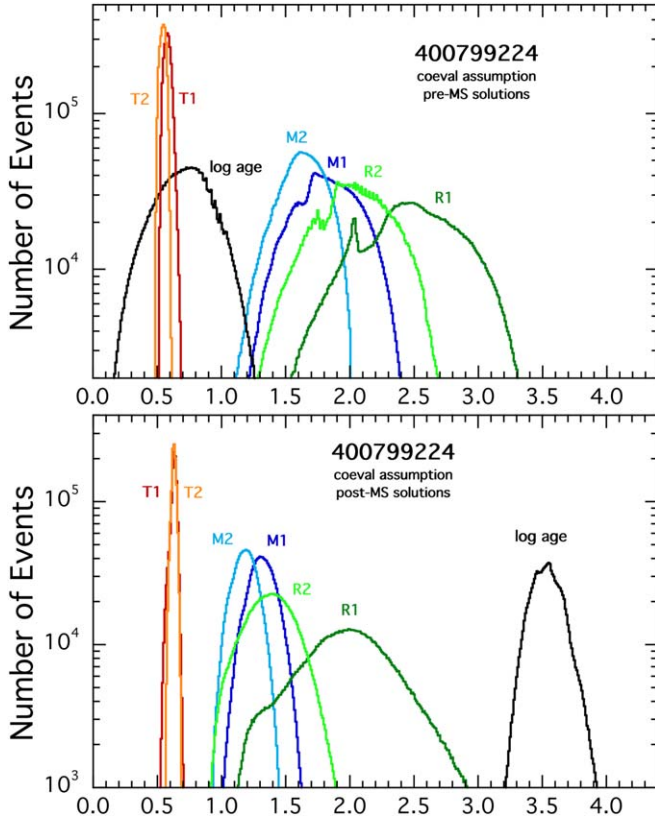 400799224
coeval assumption
pre-MS solutions
Number of Events
10^5
10^4
T2
T1
log age
M2
M1
R2
R1
0.0 0.5 1.0 1.5 2.0 2.5 3.0 3.5 4.0
400799224
coeval assumption
post-MS solutions
Number of Events
10^5
10^4
10^3
T1
T2
M2
M1
R2
R1
log age
0.0 0.5 1.0 1.5 2.0 2.5 3.0 3.5 4.0